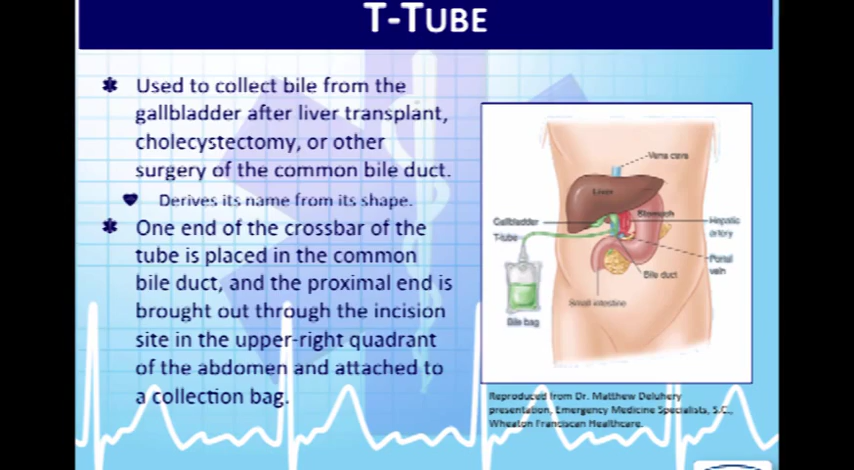 T-TUBE
Used to collect bile from the
gallbladder after liver transplant,
cholecystectomy, or other
surgery of the common bile duct.
Derives its name from its shape.
One end of the crossbar of the
tube is placed in the common
bile duct, and the proximal end is
brought out through the incision
site in the upper-right quadrant
of the abdomen and attached to
a collection bag.
Vena cava
Liver
Gallbladder
Stomach
Hepatic
artery
T-tube
Portal
vein
Bile duct
Small intestine
Bile bag
Reproduced from Dr. Matthew Deluhery
presentation, Emergency Medicine Specialists, S.C.,
Wheaton Franciscan Healthcare.